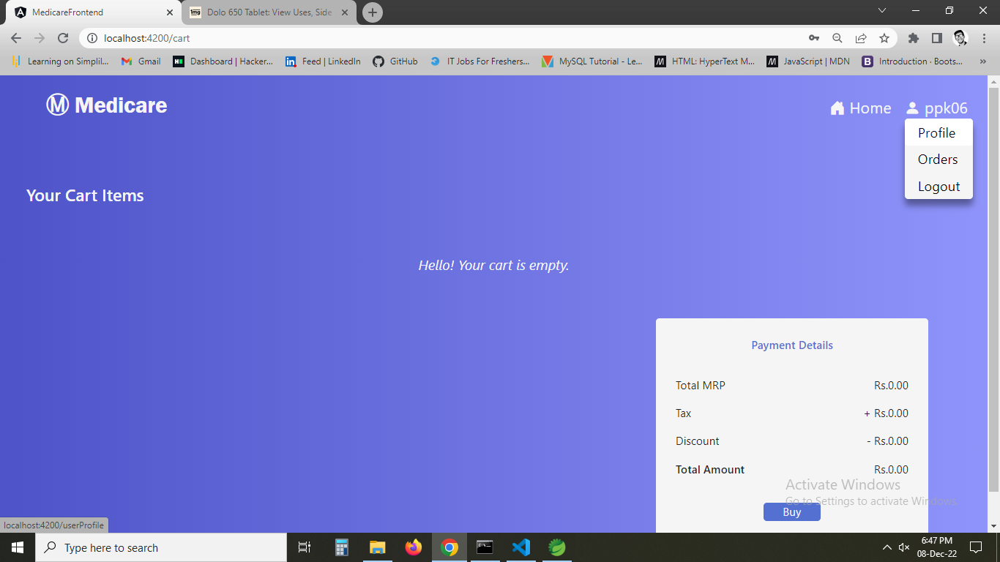 MedicareFrontend
1mg
Dolo 650 Tablet: View Uses, Side
localhost:4200/cart
Learning on Simplil...
Gmail
Dashboard | Hacker...
Feed | LinkedIn
GitHub
IT Jobs For Freshers...
MySQL Tutorial - Le...
HTML: HyperText M...
JavaScript | MDN
Introduction · Boots...
M Medicare
Home
ppk06
Profile
Orders
Logout
Your Cart Items
Hello! Your cart is empty.
Payment Details
Total MRP Rs.0.00
Tax + Rs.0.00
Discount - Rs.0.00
Total Amount Rs.0.00
Activate Windows
Go to Settings to activate Windows.
Buy
localhost:4200/userProfile
Type here to search
6:47 PM
08-Dec-22